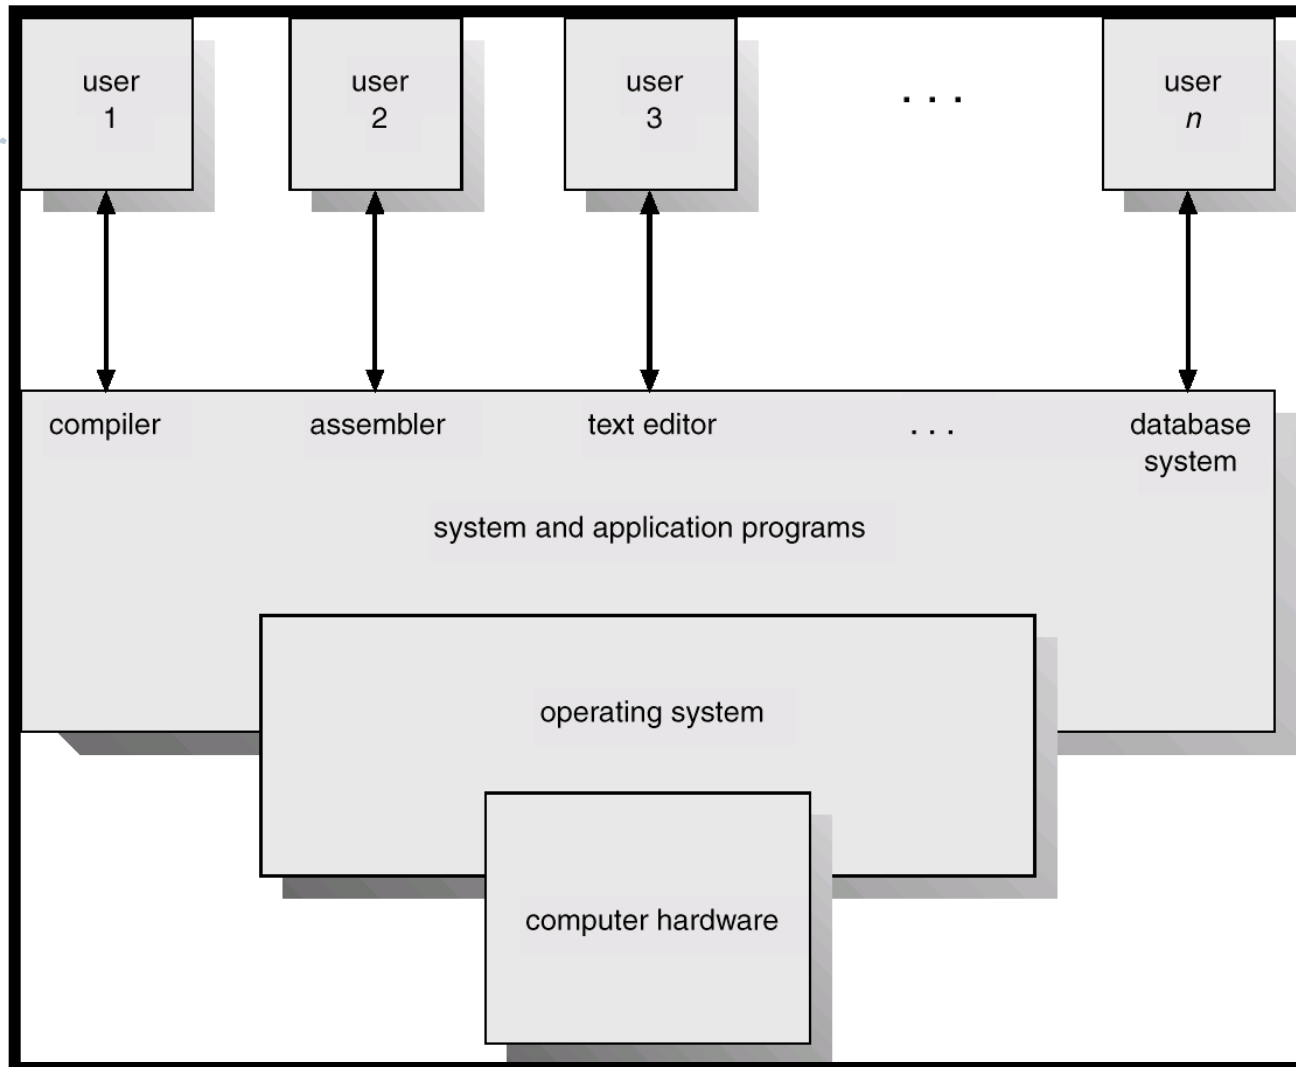 user
1
user
2
user
3
. . .
user
n
compiler
assembler
text editor
. . .
database
system
system and application programs
operating system
computer hardware